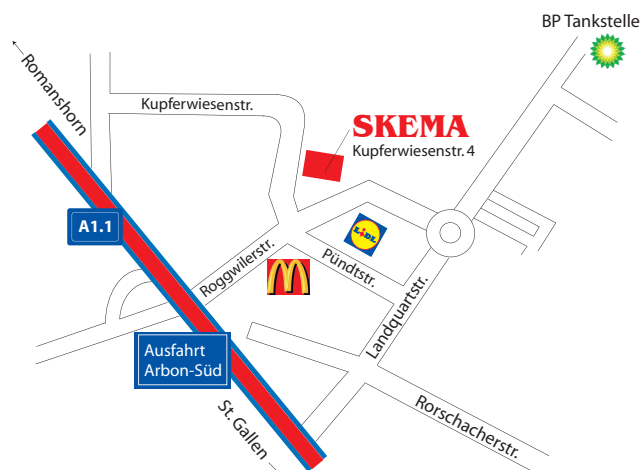 BP Tankstelle
Romanshorn
Kupferwiesenstr.
SKEMA
Kupferwiesenstr. 4
A1.1
LiDL
Roggwilerstr.
Pündtstr.
Landquartstr.
Ausfahrt
Arbon-Süd
St. Gallen
Rorschacherstr.